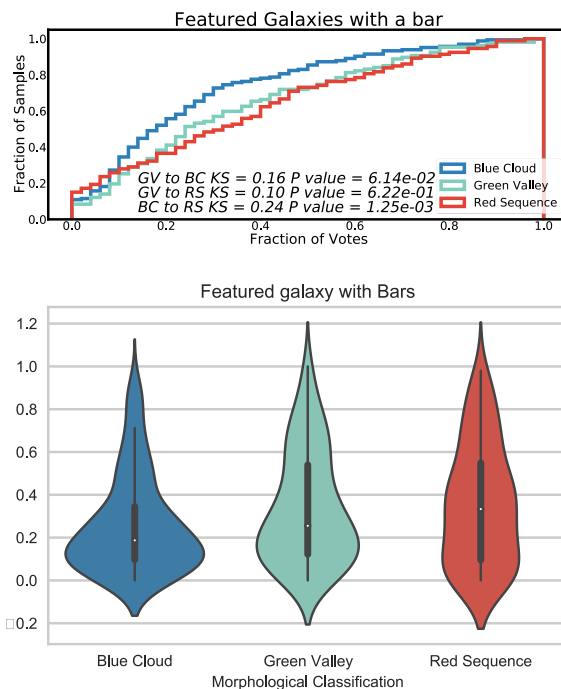 Featured Galaxies with a bar
1.0
0.8
0.6
0.4
0.2
0.0
Fraction of Samples
GV to BC KS = 0.16 P value = 6.14e-02
GV to RS KS = 0.10 P value = 6.22e-01
BC to RS KS = 0.24 P value = 1.25e-03
Blue Cloud
Green Valley
Red Sequence
0.0 0.2 0.4 0.6 0.8 1.0
Fraction of Votes
Featured galaxy with Bars
1.2
1.0
0.8
0.6
0.4
0.2
0.0
□0.2
Blue Cloud Green Valley Red Sequence
Morphological Classification